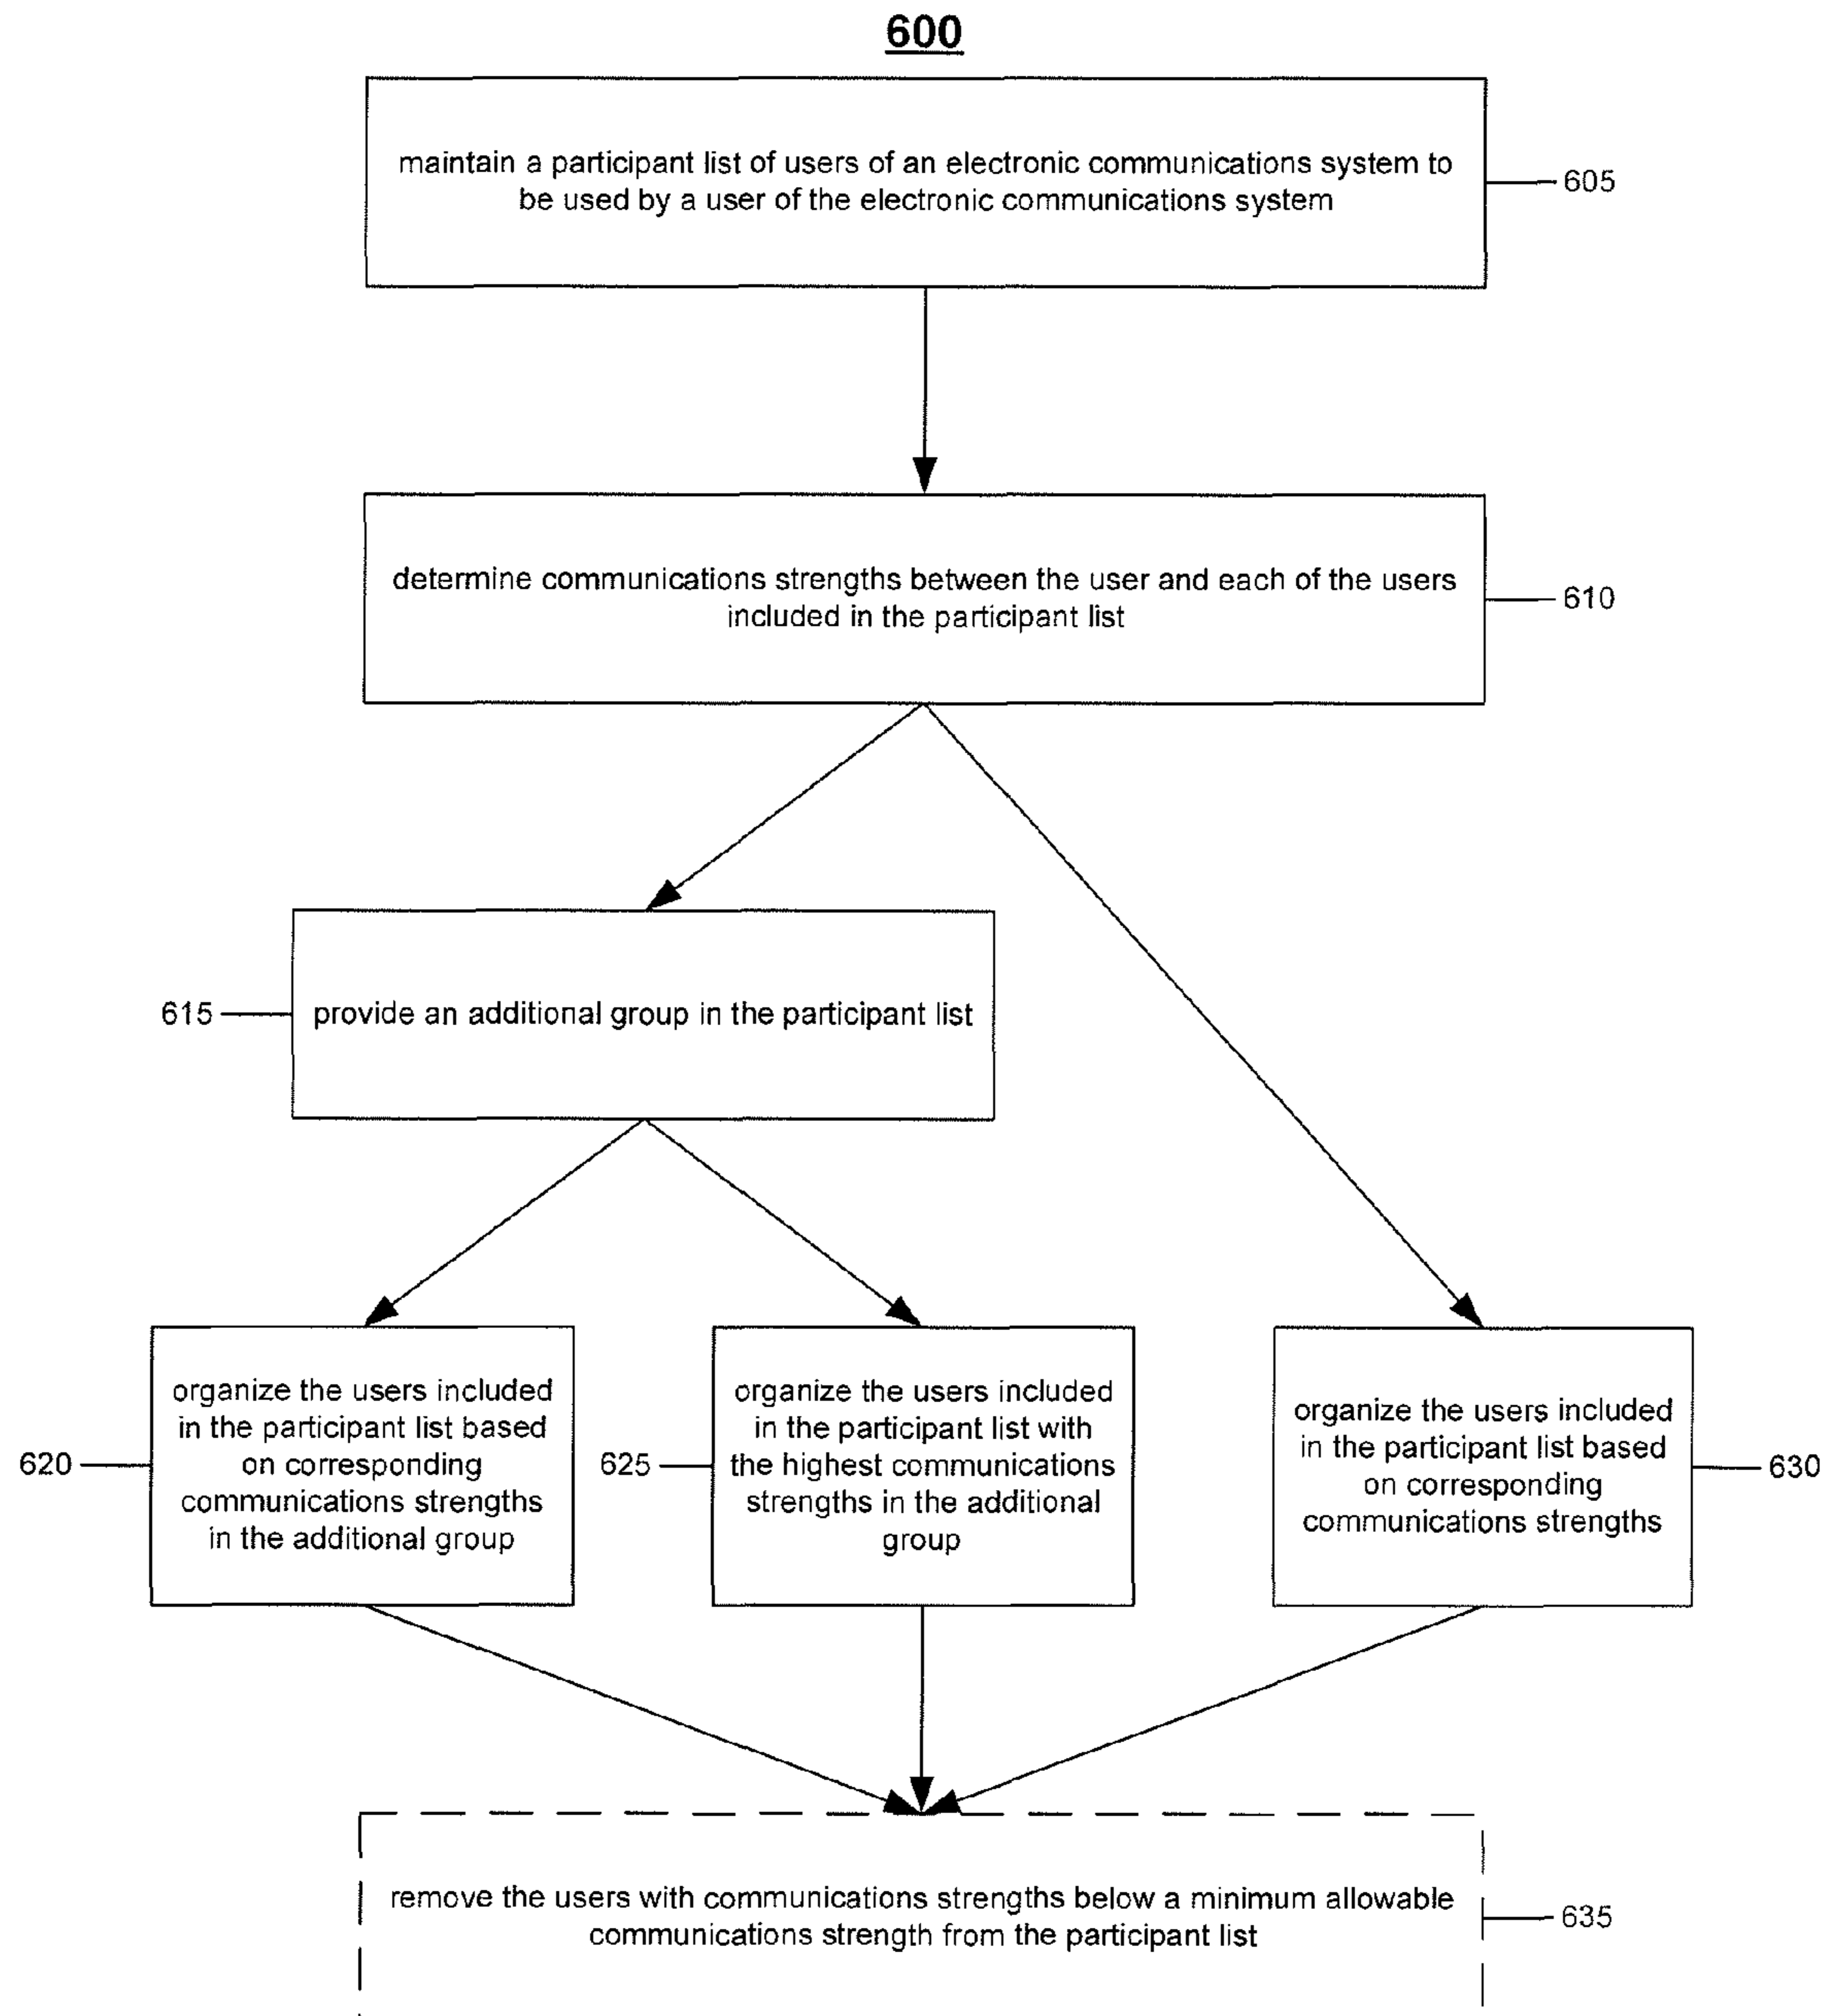 600
maintain a participant list of users of an electronic communications system to
be used by a user of the electronic communications system
605
determine communications strengths between the user and each of the users
included in the participant list
610
615
provide an additional group in the participant list
620
organize the users included
in the participant list based
on corresponding
communications strengths
in the additional group
625
organize the users included
in the participant list with
the highest communications
strengths in the additional
group
organize the users included
in the participant list based
on corresponding
communications strengths
630
remove the users with communications strengths below a minimum allowable
communications strength from the participant list
635